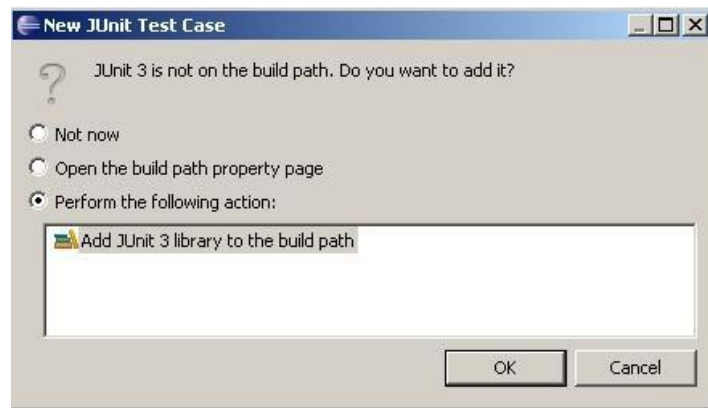 New JUnit Test Case
JUnit 3 is not on the build path. Do you want to add it?
Not now
Open the build path property page
Perform the following action:
Add JUnit 3 library to the build path
OK
Cancel